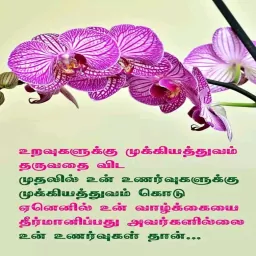 உறவுகளுக்கு முக்கியத்துவம்
தருவதை விட
முதலில் உன் உணர்வுகளுக்கு
முக்கியத்துவம் கொடு
ஏனெனில் உன் வாழ்க்கையை
தீர்மானிப்பது அவர்களில்லை
உன் உணர்வுகள் தான்...